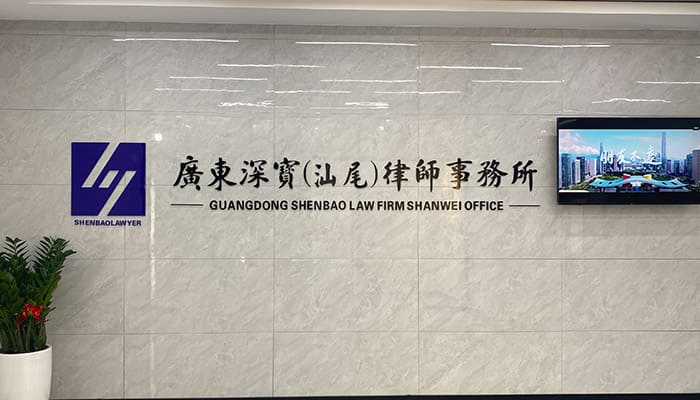 廣東深寶(汕尾)律師事務所
GUANGDONG SHENBAO LAW FIRM SHANWEI OFFICE
SHENBAOLAWYER